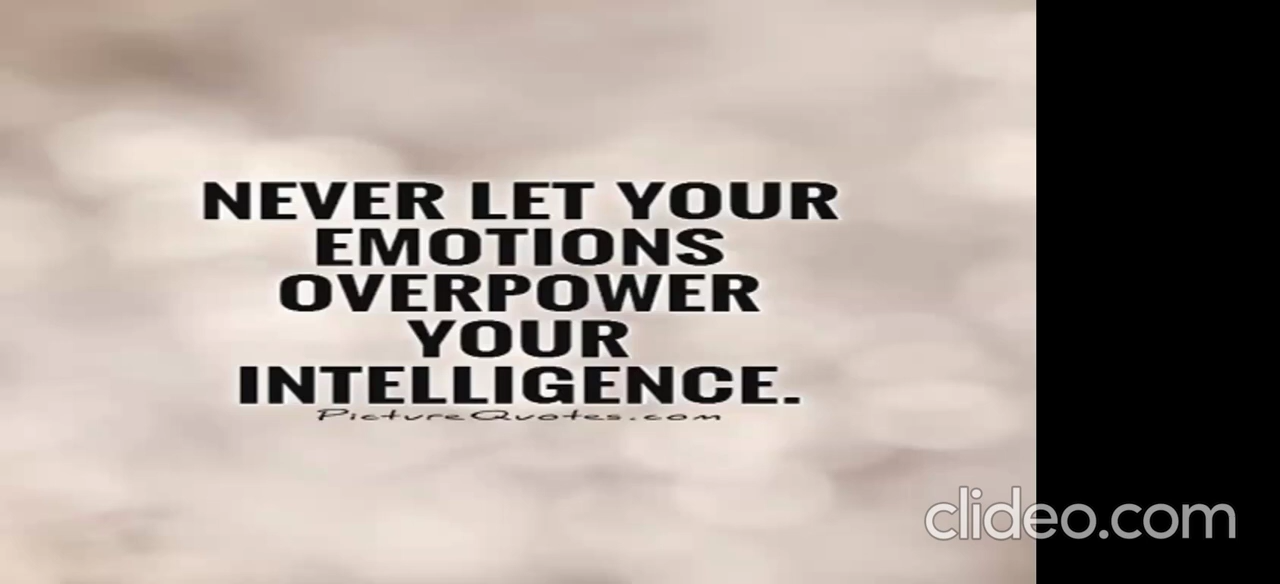 NEVER LET YOUR
EMOTIONS
OVERPOWER
YOUR
INTELLIGENCE.
PictureQuotes.com
clideo.com